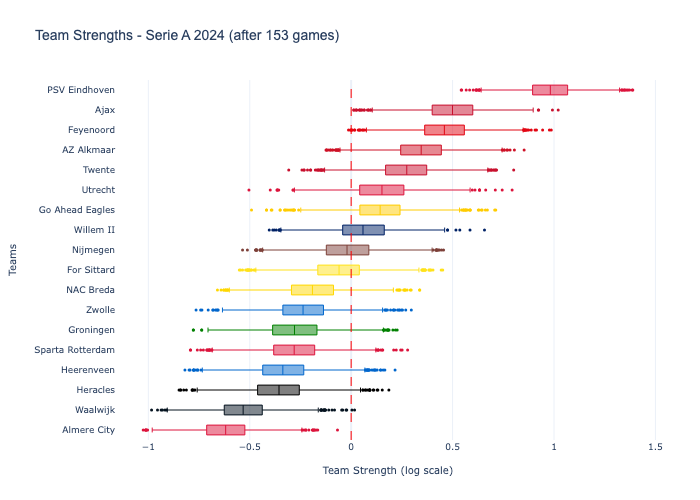 Team Strengths - Serie A 2024 (after 153 games)
PSV Eindhoven
Ajax
Feyenoord
AZ Alkmaar
Twente
Utrecht
Go Ahead Eagles
Willem II
Nijmegen
For Sittard
NAC Breda
Zwolle
Groningen
Sparta Rotterdam
Heerenveen
Heracles
Waalwijk
Almere City
Teams
−1 −0.5 0 0.5 1 1.5
Team Strength (log scale)